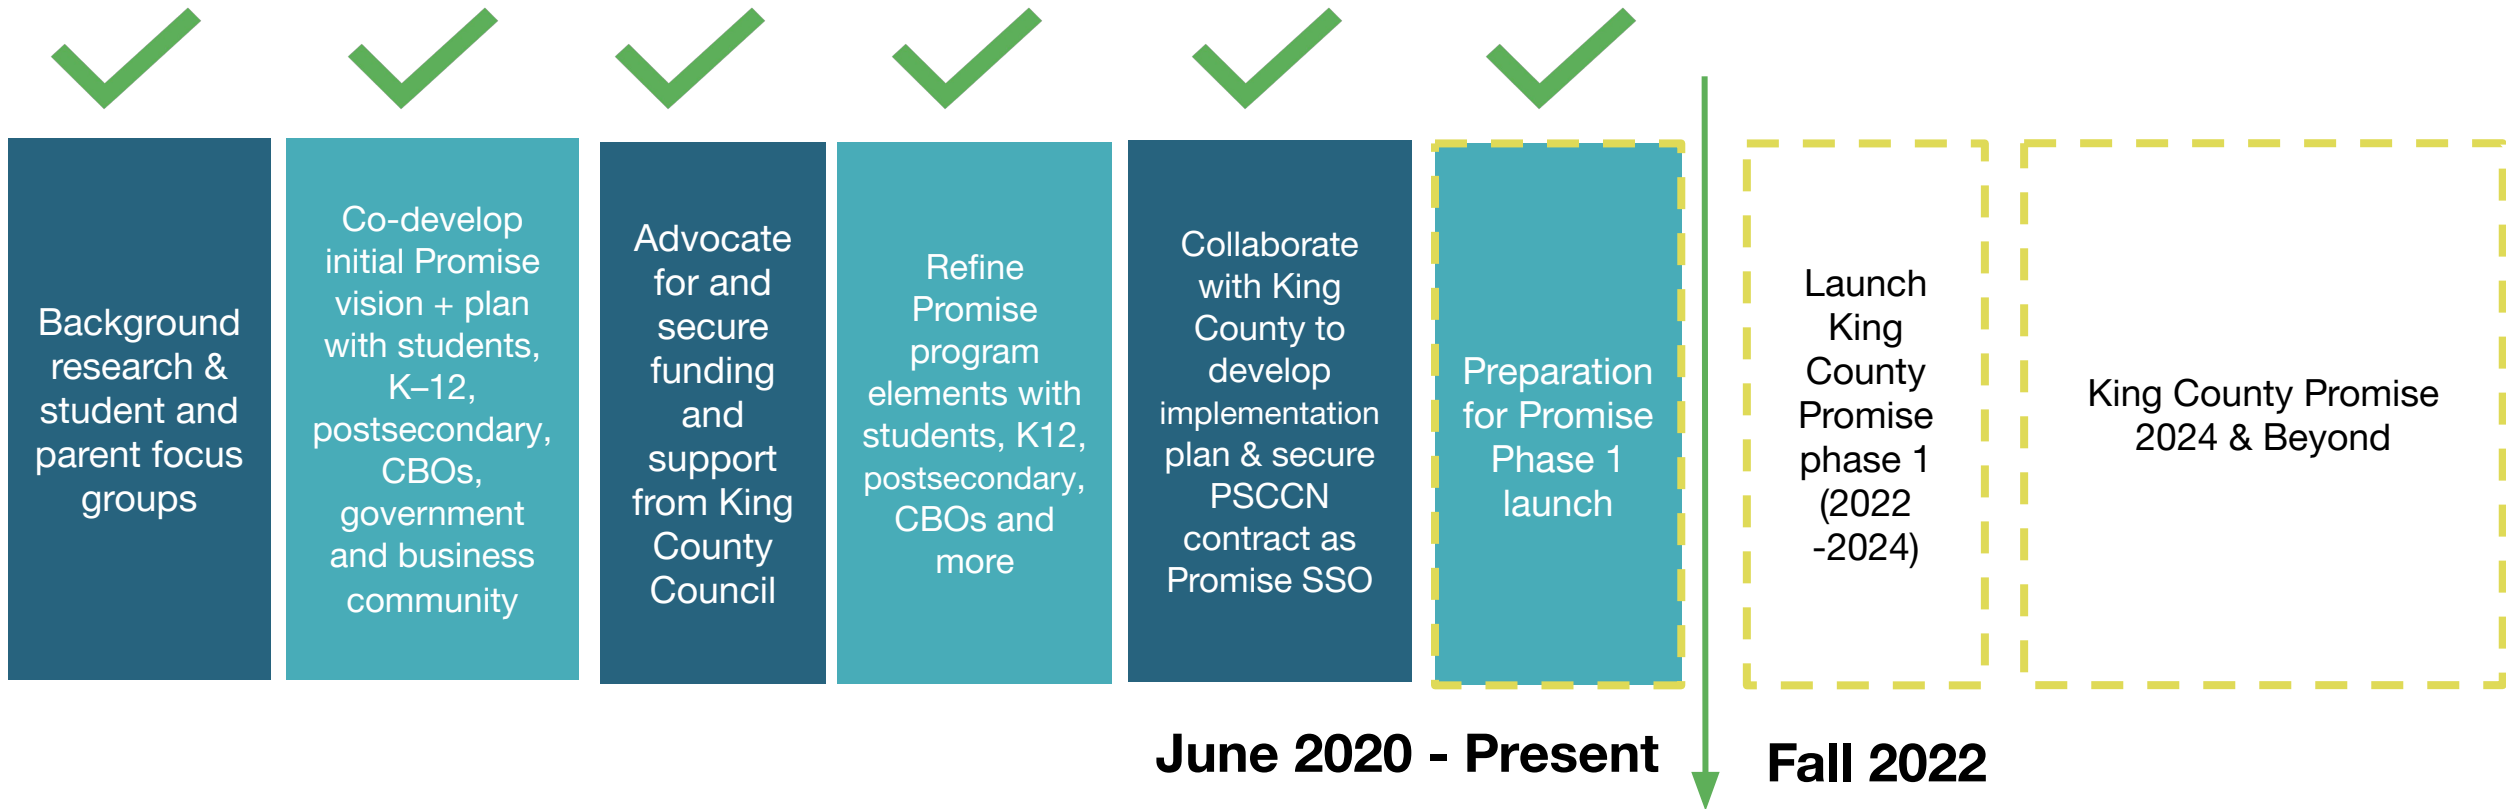 Background
research &
student and
parent focus
groups
Co-develop
initial Promise
vision + plan
with students,
K–12,
postsecondary,
CBOs,
government
and business
community
Advocate
for and
secure
funding
and
support
from King
County
Council
Refine
Promise
program
elements with
students, K12,
postsecondary,
CBOs and
more
Collaborate
with King
County to
develop
implementation
plan & secure
PSCCN
contract as
Promise SSO
Preparation
for Promise
Phase 1
launch
Launch
King
County
Promise
phase 1
(2022
-2024)
King County Promise
2024 & Beyond
June 2020 - Present
Fall 2022